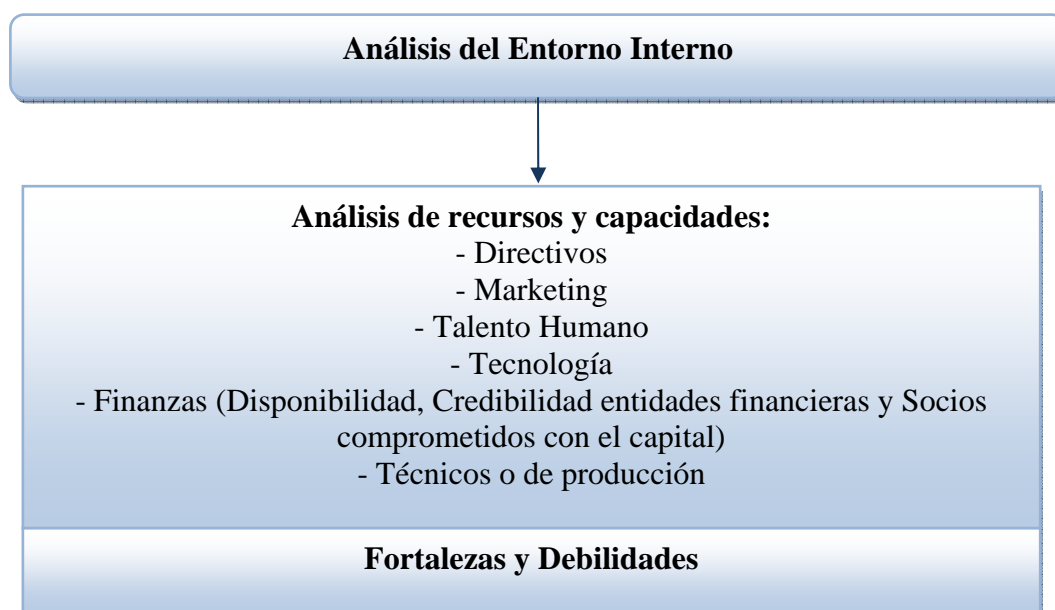 Análisis del Entorno Interno
Análisis de recursos y capacidades:
- Directivos
- Marketing
- Talento Humano
- Tecnología
- Finanzas (Disponibilidad, Credibilidad entidades financieras y Socios
comprometidos con el capital)
- Técnicos o de producción
Fortalezas y Debilidades